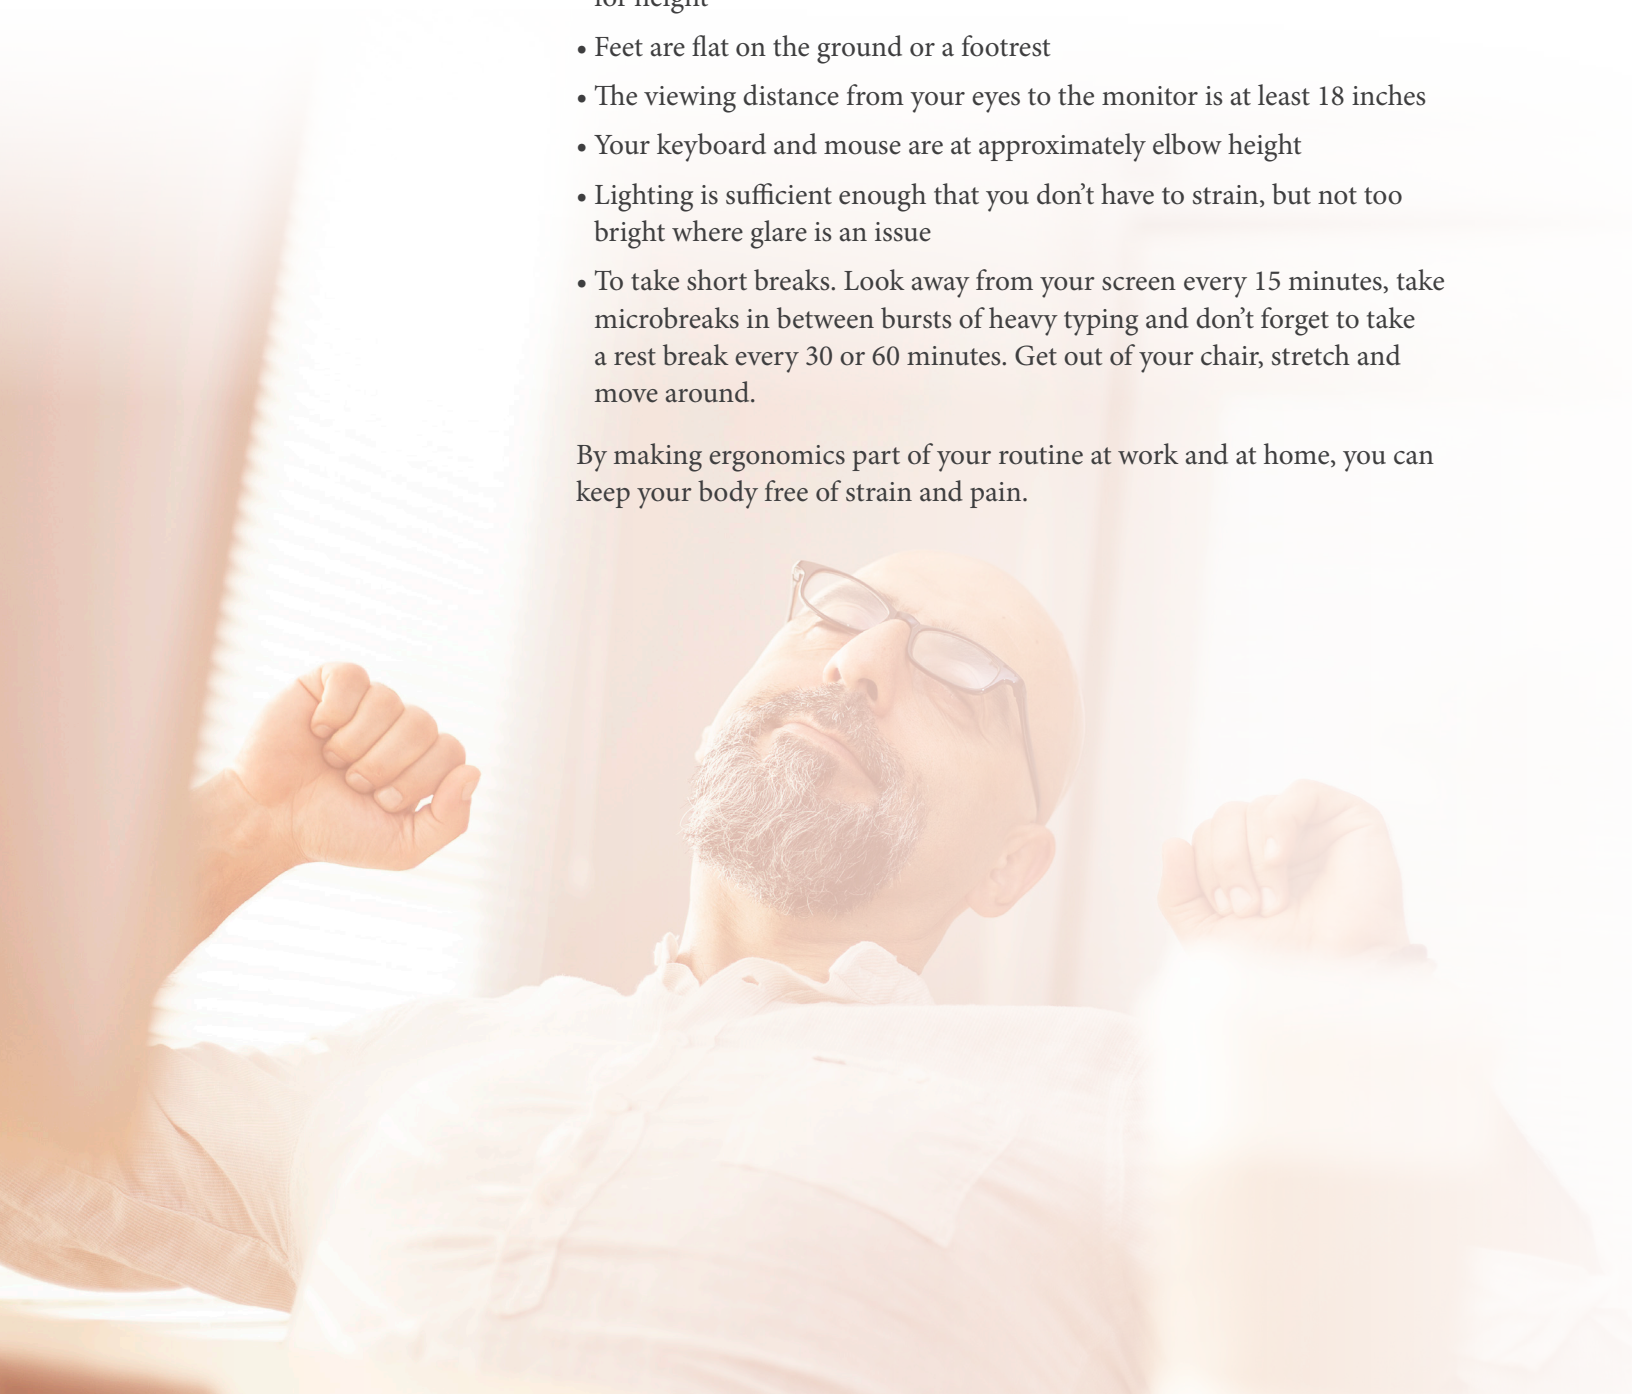 for height
• Feet are flat on the ground or a footrest
• The viewing distance from your eyes to the monitor is at least 18 inches
• Your keyboard and mouse are at approximately elbow height
• Lighting is sufficient enough that you don’t have to strain, but not too
bright where glare is an issue
• To take short breaks. Look away from your screen every 15 minutes, take
microbreaks in between bursts of heavy typing and don’t forget to take
a rest break every 30 or 60 minutes. Get out of your chair, stretch and
move around.
By making ergonomics part of your routine at work and at home, you can
keep your body free of strain and pain.